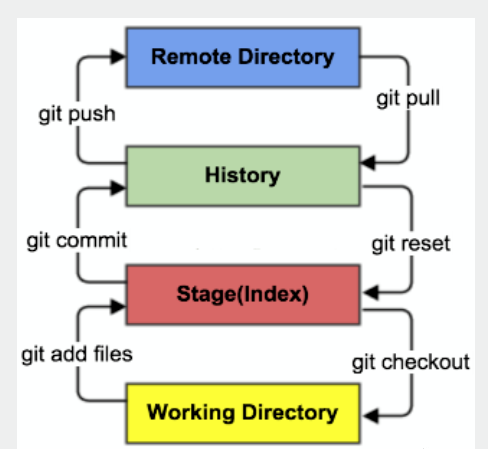 Remote Directory
git push
git pull
History
git commit
git reset
Stage(Index)
git add files
git checkout
Working Directory